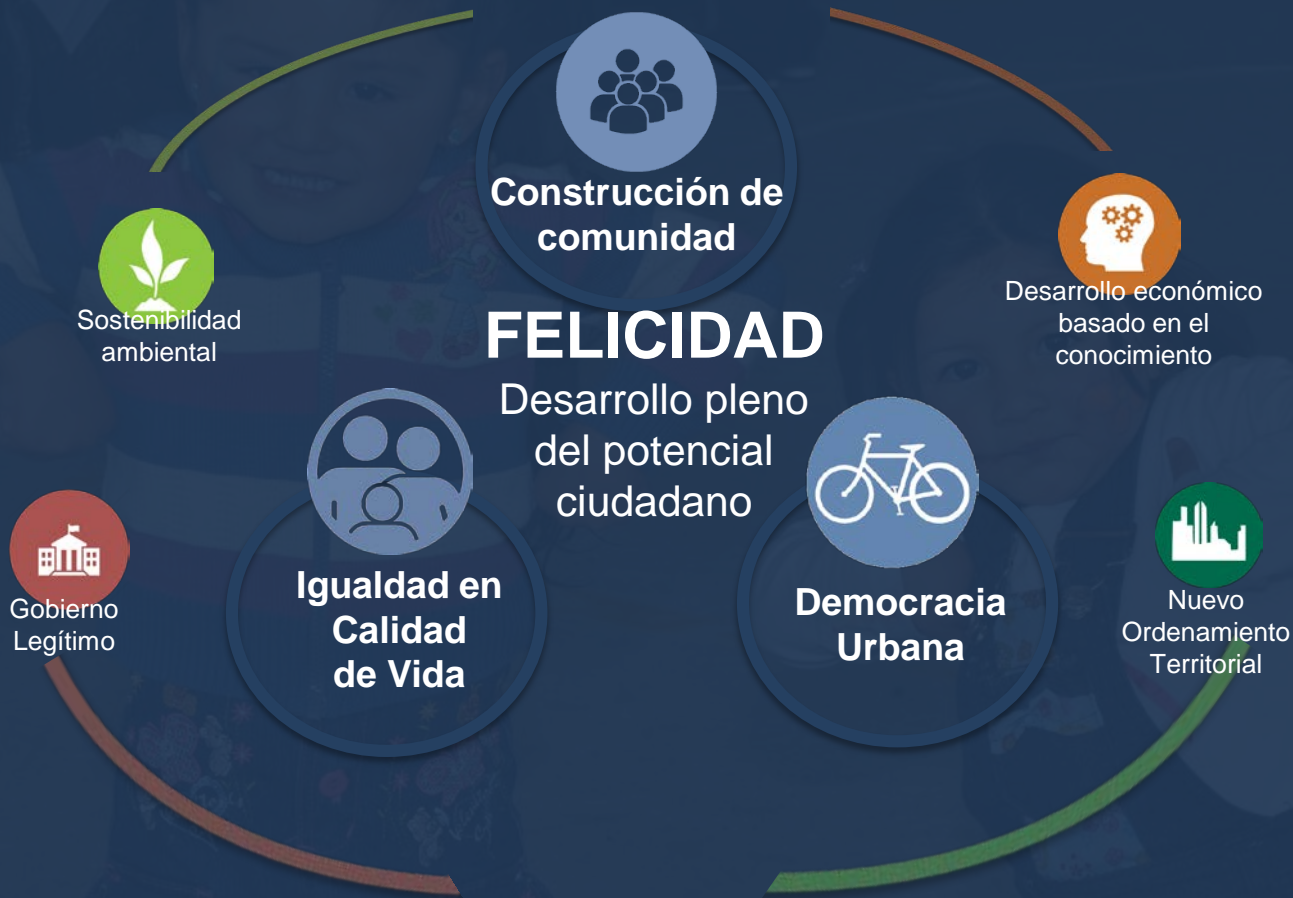 Construcción de
comunidad
Sostenibilidad
ambiental
Desarrollo económico
basado en el
conocimiento
FELICIDAD
Desarrollo pleno
del potencial
ciudadano
Gobierno
Legítimo
Igualdad en
Calidad
de Vida
Democracia
Urbana
Nuevo
Ordenamiento
Territorial